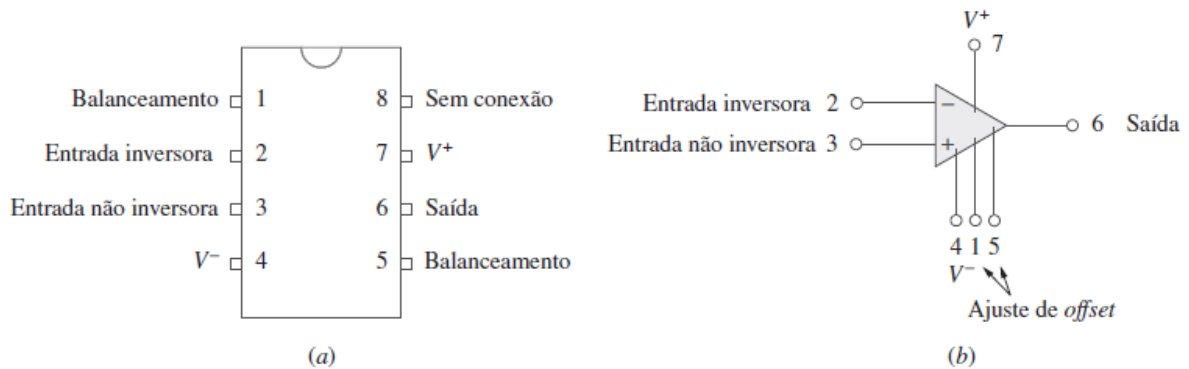 Balanceamento 1 8 Sem conexão
Entrada inversora 2 7 V+
Entrada não inversora 3 6 Saída
V− 4 5 Balanceamento
(a)
V+
7
Entrada inversora 2 −
6 Saída
Entrada não inversora 3 +
4 1 5
V−
Ajuste de offset
(b)